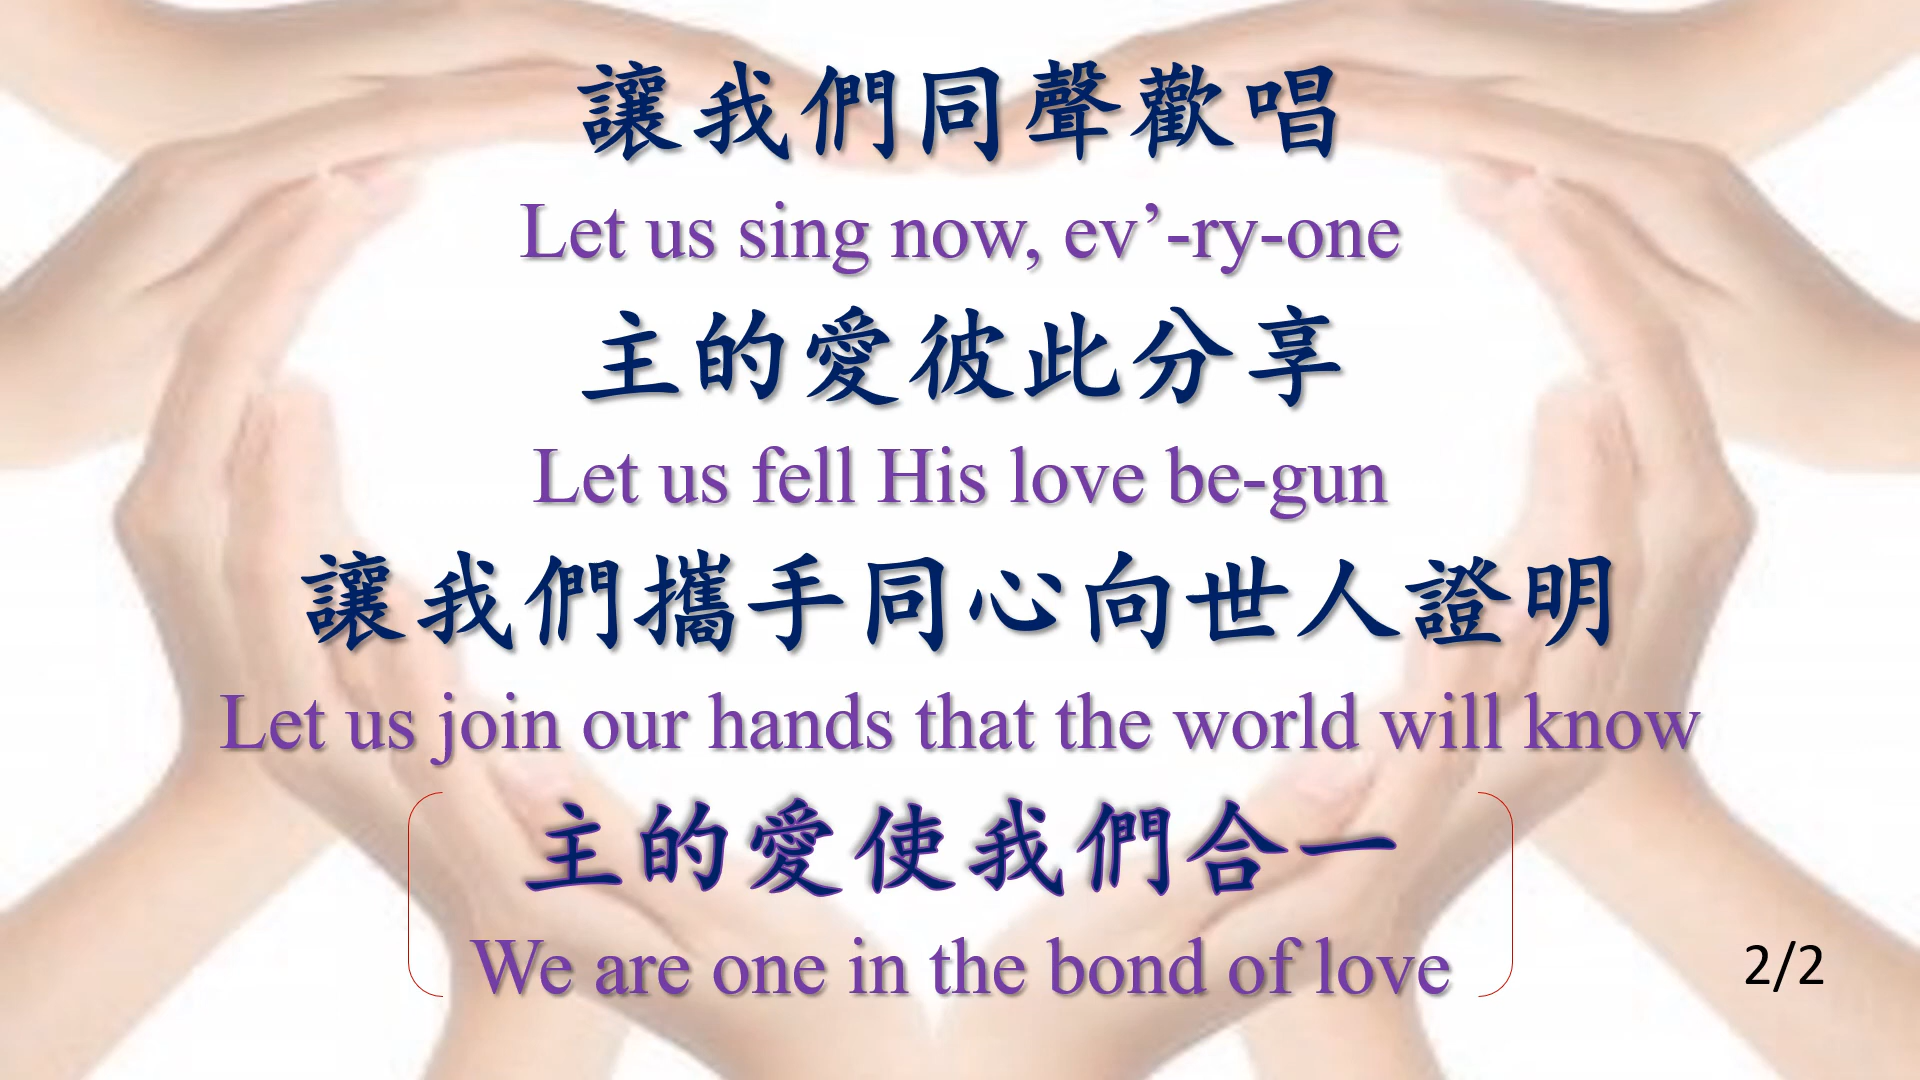 讓我們同聲歡唱
Let us sing now, ev’-ry-one
主的愛彼此分享
Let us fell His love be-gun
讓我們攜手同心向世人證明
Let us join our hands that the world will know
主的愛使我們合一
We are one in the bond of love
2/2